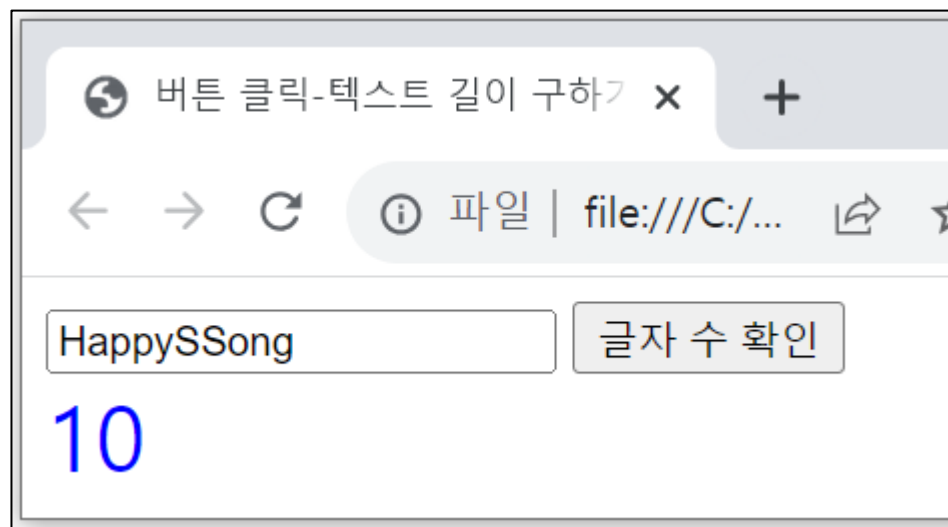 버튼 클릭-텍스트 길이 구하기
파일 | file:///C:/...
HappySSong 글자 수 확인
10